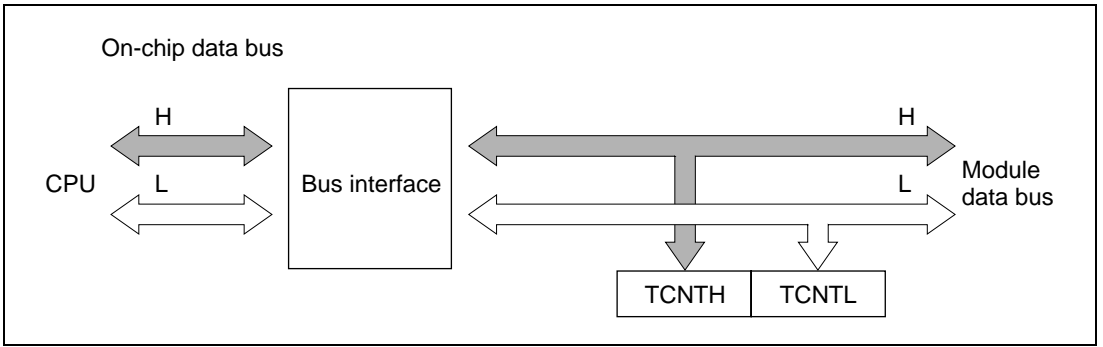 On-chip data bus
H
H
CPU
L
Bus interface
L
Module
data bus
TCNTH
TCNTL